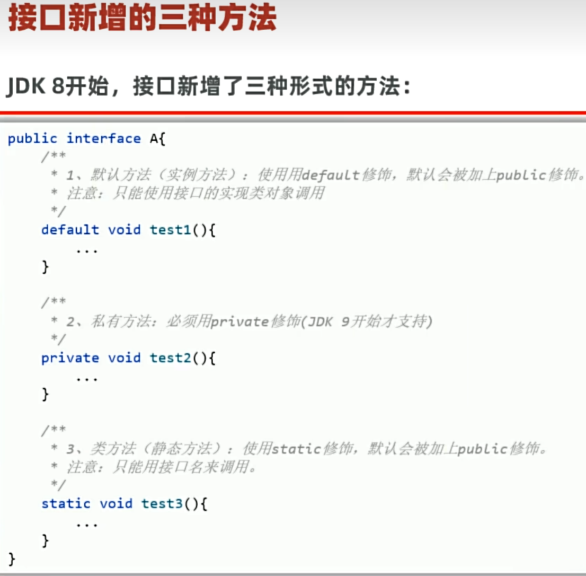 接口新增的三种方法
JDK 8开始，接口新增了三种形式的方法：
public interface A{
/**
* 1、默认方法（实例方法）：使用用default修饰，默认会被加上public修饰。
* 注意：只能使用接口的实现类对象调用
*/
default void test1(){
...
}
/**
* 2、私有方法：必须用private修饰(JDK 9开始才支持)
*/
private void test2(){
...
}
/**
* 3、类方法（静态方法）：使用static修饰，默认会被加上public修饰。
* 注意：只能用接口名来调用。
*/
static void test3(){
...
}
}